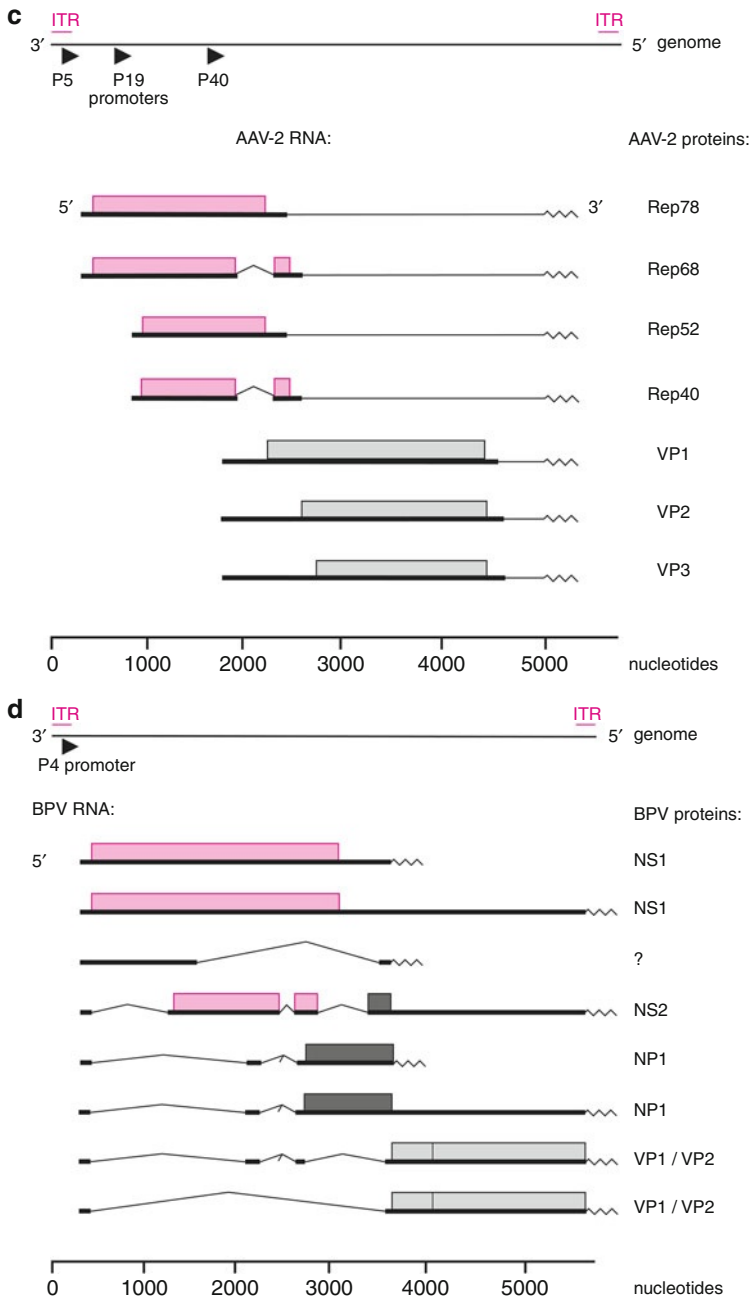 c
ITR ITR
3′ 5′ genome
P5 P19 P40
promoters
AAV-2 RNA: AAV-2 proteins:
5′ 3′ Rep78
Rep68
Rep52
Rep40
VP1
VP2
VP3
0 1000 2000 3000 4000 5000 nucleotides
d
ITR ITR
3′ 5′ genome
P4 promoter
BPV RNA: BPV proteins:
5′ NS1
NS1
?
NS2
NP1
NP1
VP1 / VP2
VP1 / VP2
0 1000 2000 3000 4000 5000 nucleotides